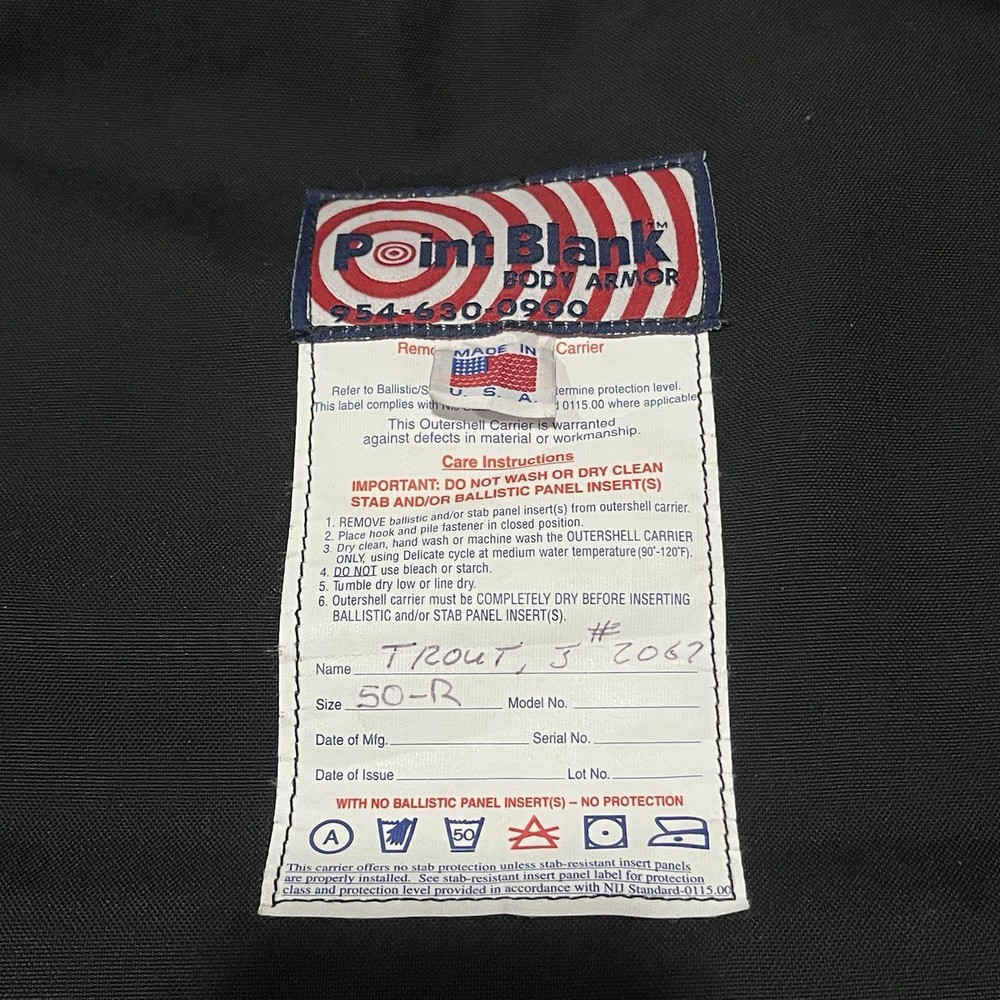 Point Blank™
BODY ARMOR
954-630-0900
MADE IN
U. S. A.
Carrier
Refer to Ballistic/S termine protection level.
This label complies with 0115.00 where applicable
This Outershell Carrier is warranted
against defects in material or workmanship.
Care Instructions
IMPORTANT: DO NOT WASH OR DRY CLEAN
STAB AND/OR BALLISTIC PANEL INSERT(S)
1. REMOVE ballistic and/or stab panel insert(s) from outershell carrier.
2. Place hook and pile fastener in closed position.
3. Dry clean, hand wash or machine wash the OUTERSHELL CARRIER
ONLY, using Delicate cycle at medium water temperature (90°-120°F).
4. DO NOT use bleach or starch.
5. Tumble dry low or line dry.
6. Outershell carrier must be COMPLETELY DRY BEFORE INSERTING
BALLISTIC and/or STAB PANEL INSERT(S).
Name TROUT, J #2067
Size 50-R Model No.
Date of Mfg. Serial No.
Date of Issue Lot No.
WITH NO BALLISTIC PANEL INSERT(S) – NO PROTECTION
A 50
This carrier offers no stab protection unless stab-resistant insert panels
are properly installed. See stab-resistant insert panel label for protection
class and protection level provided in accordance with NIJ Standard-0115.00